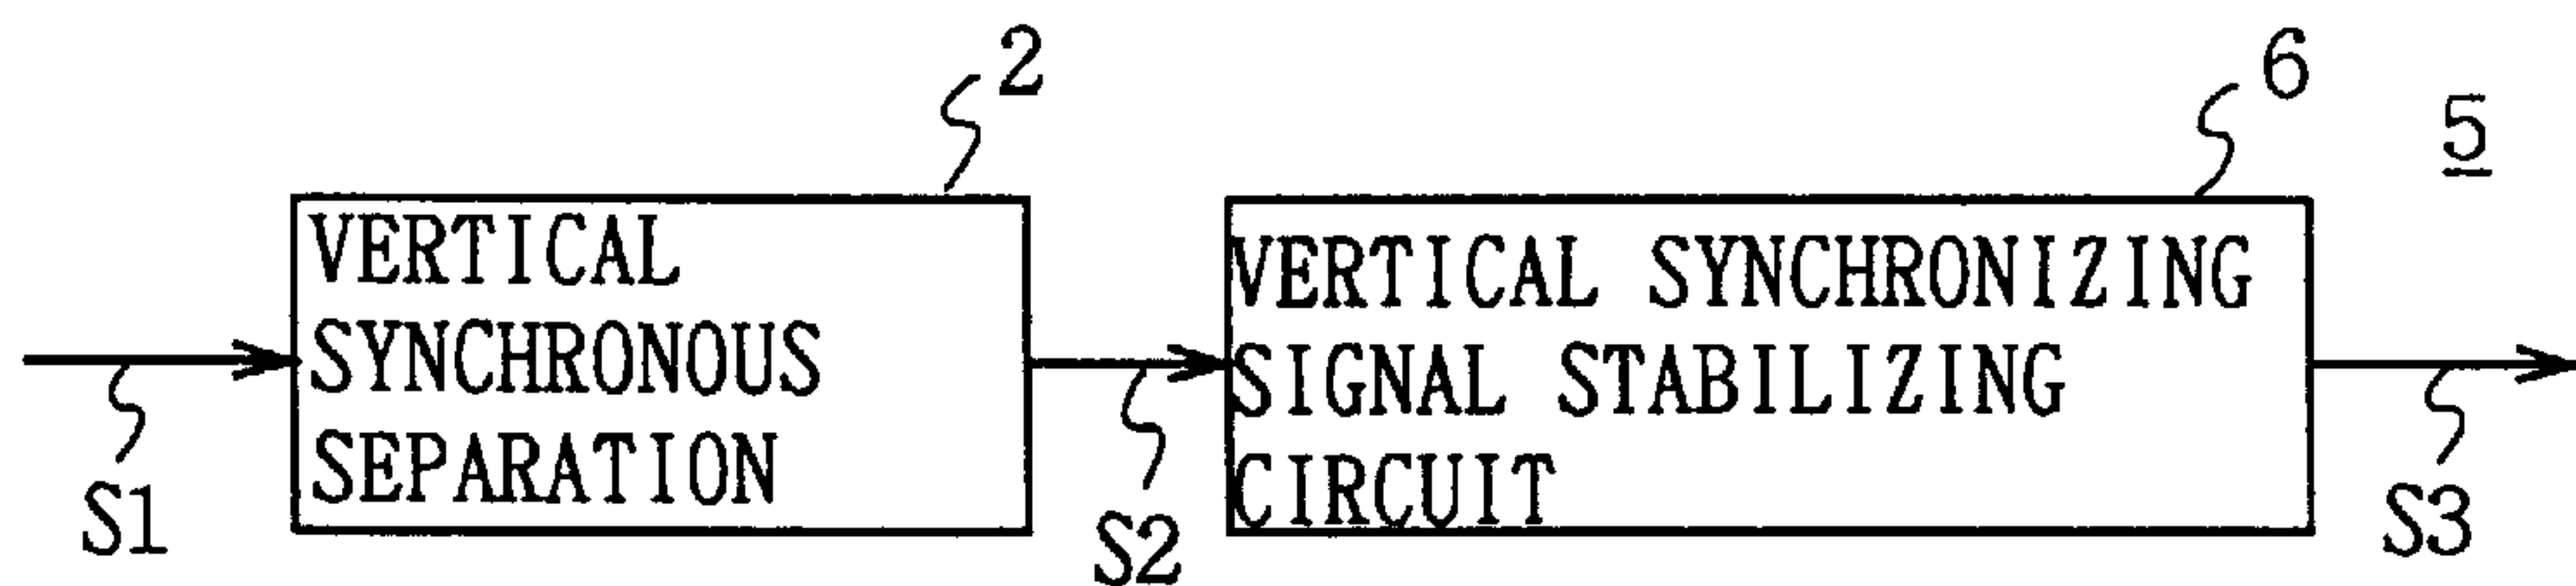 2
6
5
VERTICAL
SYNCHRONOUS
SEPARATION
VERTICAL SYNCHRONIZING
SIGNAL STABILIZING
CIRCUIT
S1
S2
S3